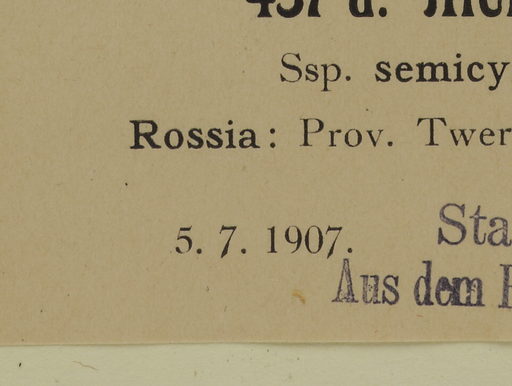 Ssp. semicy
Rossia: Prov. Twer
5. 7. 1907.
Sta
Aus dem